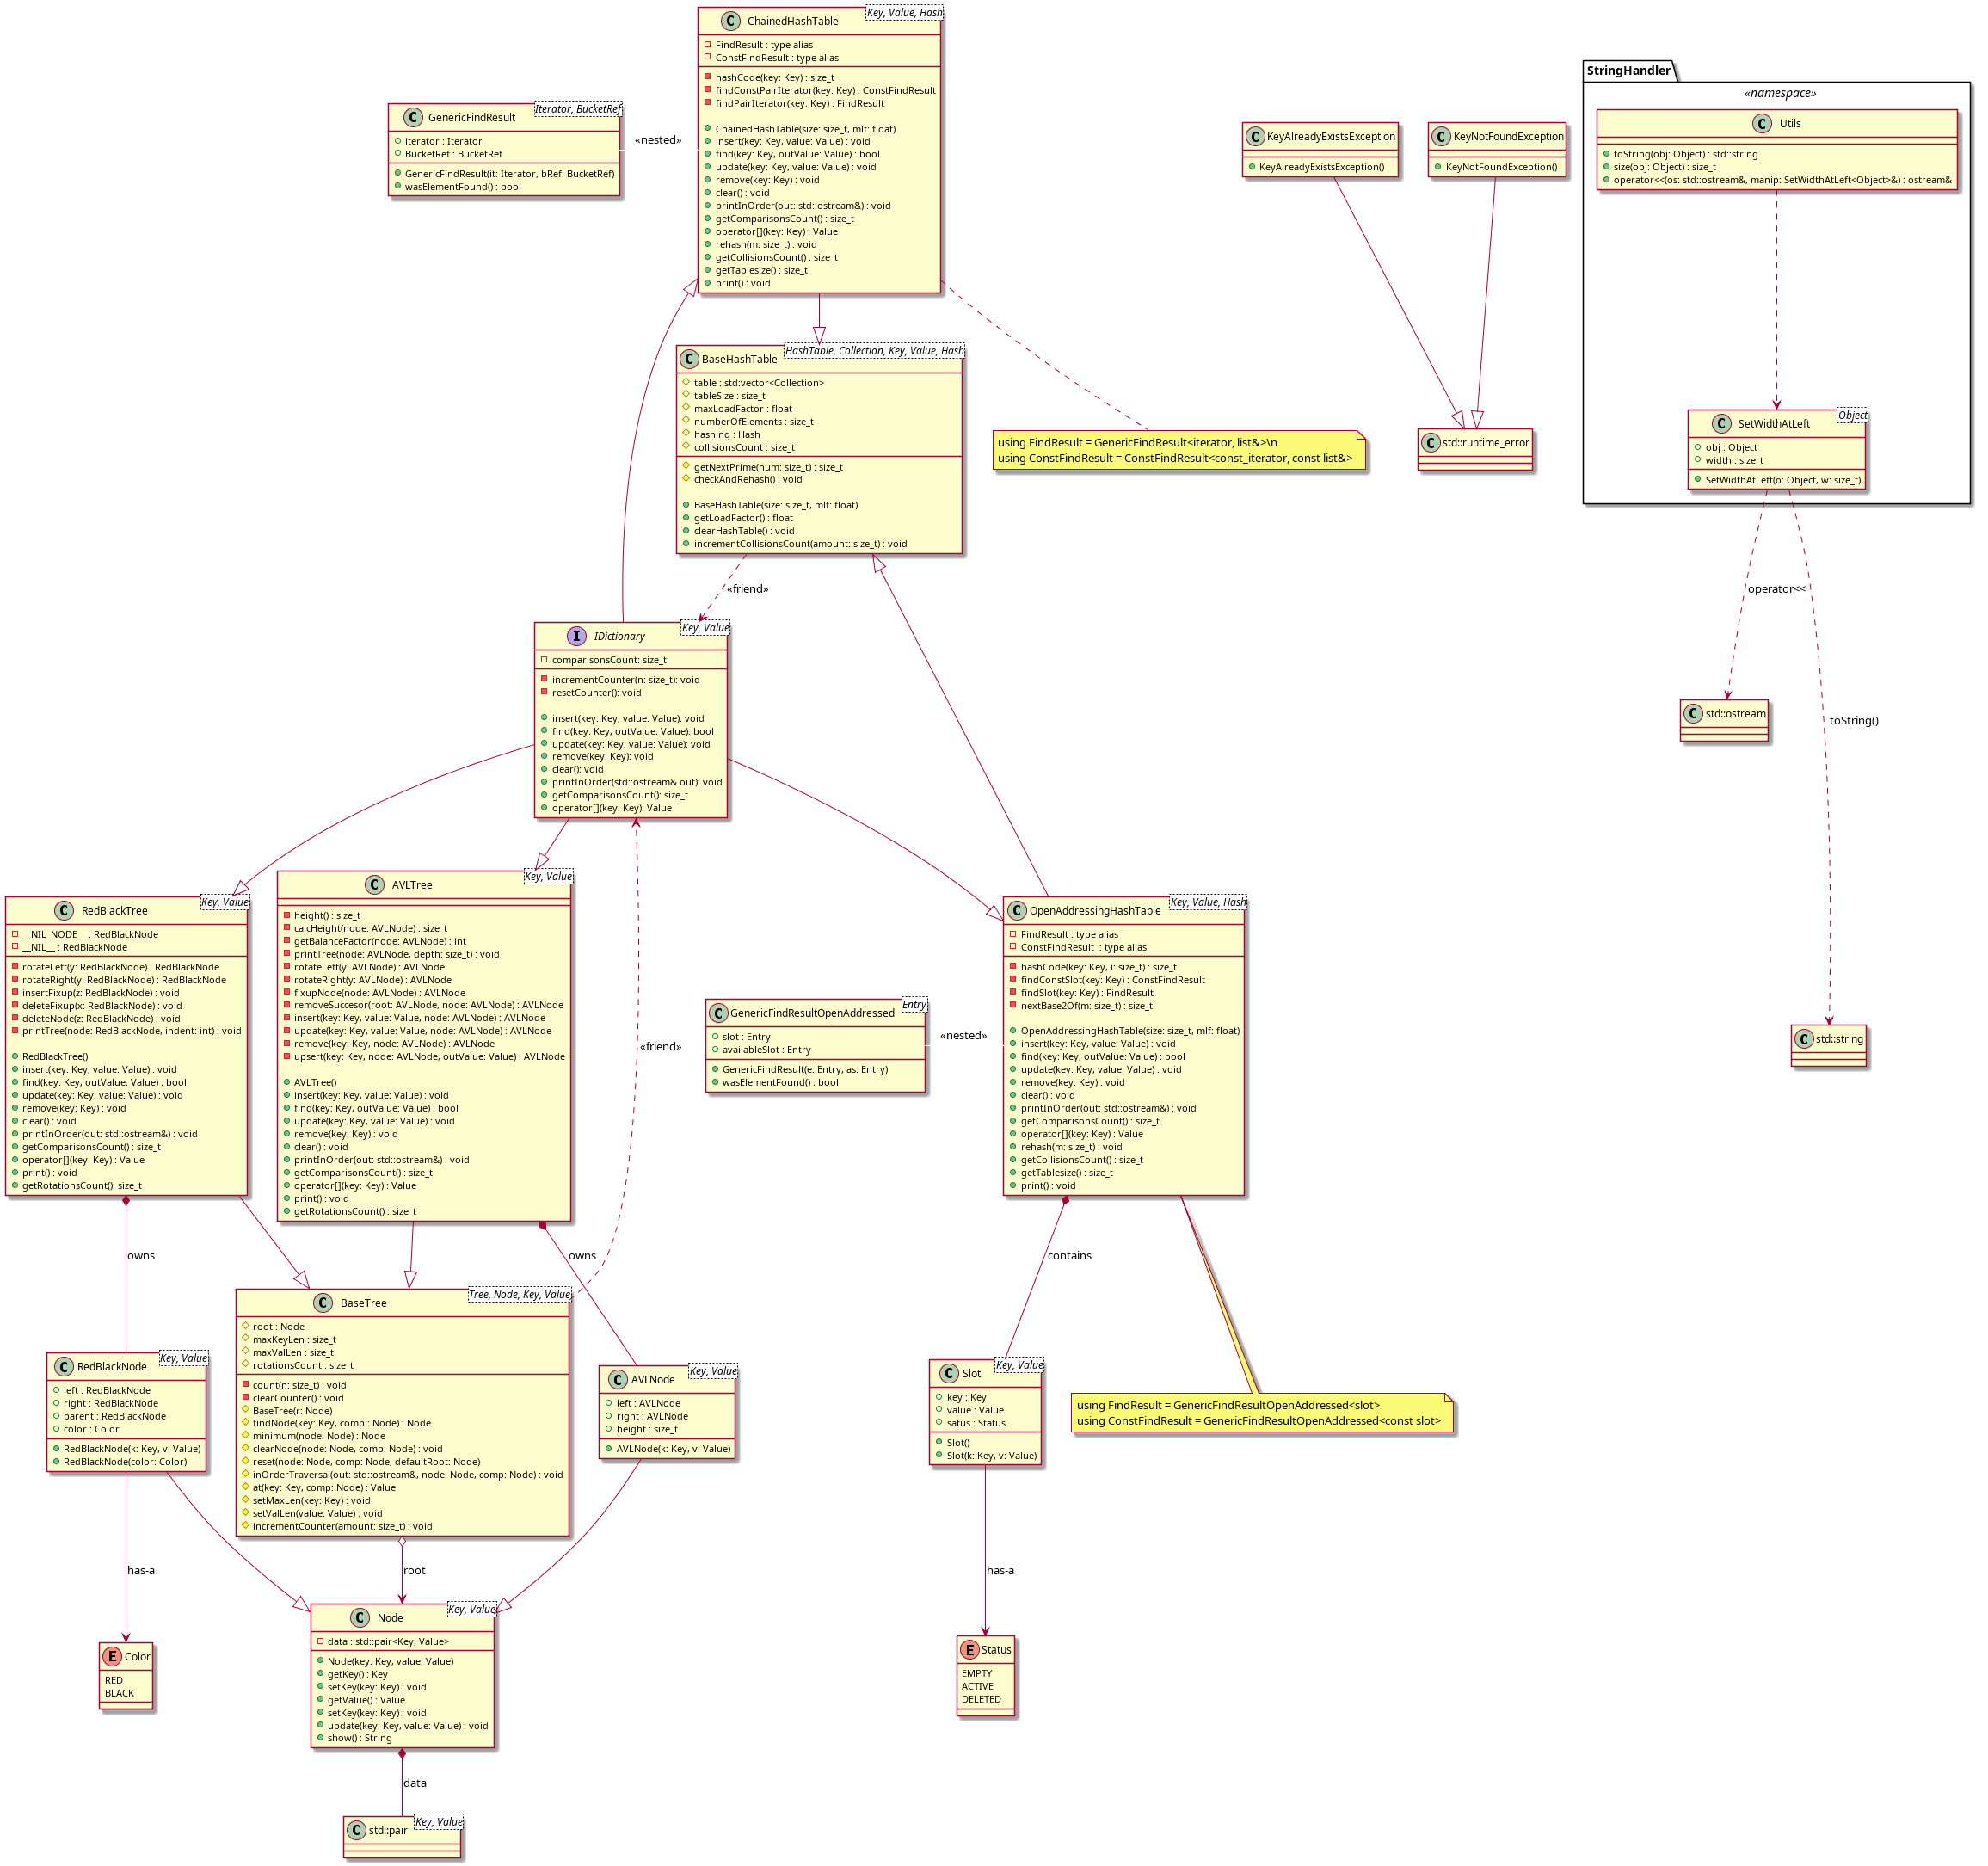 ChainedHashTable
Key, Value, Hash
FindResult : type alias
ConstFindResult : type alias
hashCode(key: Key) : size_t
findConstPairIterator(key: Key) : ConstFindResult
findPairIterator(key: Key) : FindResult
ChainedHashTable(size: size_t, mlf: float)
insert(key: Key, value: Value) : void
find(key: Key, outValue: Value) : bool
update(key: Key, value: Value) : void
remove(key: Key) : void
clear() : void
printInOrder(out: std::ostream&) : void
getComparisonsCount() : size_t
operator[](key: Key) : Value
rehash(m: size_t) : void
getCollisionsCount() : size_t
getTablesize() : size_t
print() : void
GenericFindResult
Iterator, BucketRef
iterator : Iterator
BucketRef : BucketRef
GenericFindResult(it: Iterator, bRef: BucketRef)
wasElementFound() : bool
«nested»
KeyAlreadyExistsException
KeyAlreadyExistsException()
KeyNotFoundException
KeyNotFoundException()
StringHandler
«namespace»
Utils
toString(obj: Object) : std::string
size(obj: Object) : size_t
operator<<(os: std::ostream&, manip: SetWidthAtLeft<Object>&) : ostream&
BaseHashTable
HashTable, Collection, Key, Value, Hash
table : std:vector<Collection>
tableSize : size_t
maxLoadFactor : float
numberOfElements : size_t
hashing : Hash
collisionsCount : size_t
getNextPrime(num: size_t) : size_t
checkAndRehash() : void
BaseHashTable(size: size_t, mlf: float)
getLoadFactor() : float
clearHashTable() : void
incrementCollisionsCount(amount: size_t) : void
using FindResult = GenericFindResult<iterator, list&>\n
using ConstFindResult = ConstFindResult<const_iterator, const list&>
std::runtime_error
SetWidthAtLeft
Object
obj : Object
width : size_t
SetWidthAtLeft(o: Object, w: size_t)
«friend»
operator<<
IDictionary
Key, Value
comparisonsCount: size_t
incrementCounter(n: size_t): void
resetCounter(): void
insert(key: Key, value: Value): void
find(key: Key, outValue: Value): bool
update(key: Key, value: Value): void
remove(key: Key): void
clear(): void
printInOrder(std::ostream& out): void
getComparisonsCount(): size_t
operator[](key: Key): Value
std::ostream
toString()
RedBlackTree
Key, Value
__NIL_NODE__ : RedBlackNode
__NIL__ : RedBlackNode
rotateLeft(y: RedBlackNode) : RedBlackNode
rotateRight(y: RedBlackNode) : RedBlackNode
insertFixup(z: RedBlackNode) : void
deleteFixup(x: RedBlackNode) : void
deleteNode(z: RedBlackNode) : void
printTree(node: RedBlackNode, indent: int) : void
RedBlackTree()
insert(key: Key, value: Value) : void
find(key: Key, outValue: Value) : bool
update(key: Key, value: Value) : void
remove(key: Key) : void
clear() : void
printInOrder(out: std::ostream&) : void
getComparisonsCount() : size_t
operator[](key: Key) : Value
print() : void
getRotationsCount(): size_t
AVLTree
Key, Value
height() : size_t
calcHeight(node: AVLNode) : size_t
getBalanceFactor(node: AVLNode) : int
printTree(node: AVLNode, depth: size_t) : void
rotateLeft(y: AVLNode) : AVLNode
rotateRight(y: AVLNode) : AVLNode
fixupNode(node: AVLNode) : AVLNode
removeSuccesor(root: AVLNode, node: AVLNode) : AVLNode
insert(key: Key, value: Value, node: AVLNode) : AVLNode
update(key: Key, value: Value, node: AVLNode) : AVLNode
remove(key: Key, node: AVLNode) : AVLNode
upsert(key: Key, node: AVLNode, outValue: Value) : AVLNode
AVLTree()
insert(key: Key, value: Value) : void
find(key: Key, outValue: Value) : bool
update(key: Key, value: Value) : void
remove(key: Key) : void
clear() : void
printInOrder(out: std::ostream&) : void
getComparisonsCount() : size_t
operator[](key: Key) : Value
print() : void
getRotationsCount() : size_t
«friend»
GenericFindResultOpenAddressed
Entry
slot : Entry
availableSlot : Entry
GenericFindResult(e: Entry, as: Entry)
wasElementFound() : bool
«nested»
OpenAddressingHashTable
Key, Value, Hash
FindResult : type alias
ConstFindResult : type alias
hashCode(key: Key, i: size_t) : size_t
findConstSlot(key: Key) : ConstFindResult
findSlot(key: Key) : FindResult
nextBase2Of(m: size_t) : size_t
OpenAddressingHashTable(size: size_t, mlf: float)
insert(key: Key, value: Value) : void
find(key: Key, outValue: Value) : bool
update(key: Key, value: Value) : void
remove(key: Key) : void
clear() : void
printInOrder(out: std::ostream&) : void
getComparisonsCount() : size_t
operator[](key: Key) : Value
rehash(m: size_t) : void
getCollisionsCount() : size_t
getTablesize() : size_t
print() : void
std::string
owns
owns
contains
BaseTree
Tree, Node, Key, Value
root : Node
maxKeyLen : size_t
maxValLen : size_t
rotationsCount : size_t
count(n: size_t) : void
clearCounter() : void
BaseTree(r: Node)
findNode(key: Key, comp : Node) : Node
minimum(node: Node) : Node
clearNode(node: Node, comp: Node) : void
reset(node: Node, comp: Node, defaultRoot: Node)
inOrderTraversal(out: std::ostream&, node: Node, comp: Node) : void
at(key: Key, comp: Node) : Value
setMaxLen(key: Key) : void
setValLen(value: Value) : void
incrementCounter(amount: size_t) : void
RedBlackNode
Key, Value
left : RedBlackNode
right : RedBlackNode
parent : RedBlackNode
color : Color
RedBlackNode(k: Key, v: Value)
RedBlackNode(color: Color)
AVLNode
Key, Value
left : AVLNode
right : AVLNode
height : size_t
AVLNode(k: Key, v: Value)
Slot
Key, Value
key : Key
value : Value
satus : Status
Slot()
Slot(k: Key, v: Value)
using FindResult = GenericFindResultOpenAddressed<slot>
using ConstFindResult = GenericFindResultOpenAddressed<const slot>
has-a
root
has-a
Color
RED
BLACK
Node
Key, Value
data : std::pair<Key, Value>
Node(key: Key, value: Value)
getKey() : Key
setKey(key: Key) : void
getValue() : Value
setKey(key: Key) : void
update(key: Key, value: Value) : void
show() : String
Status
EMPTY
ACTIVE
DELETED
data
std::pair
Key, Value